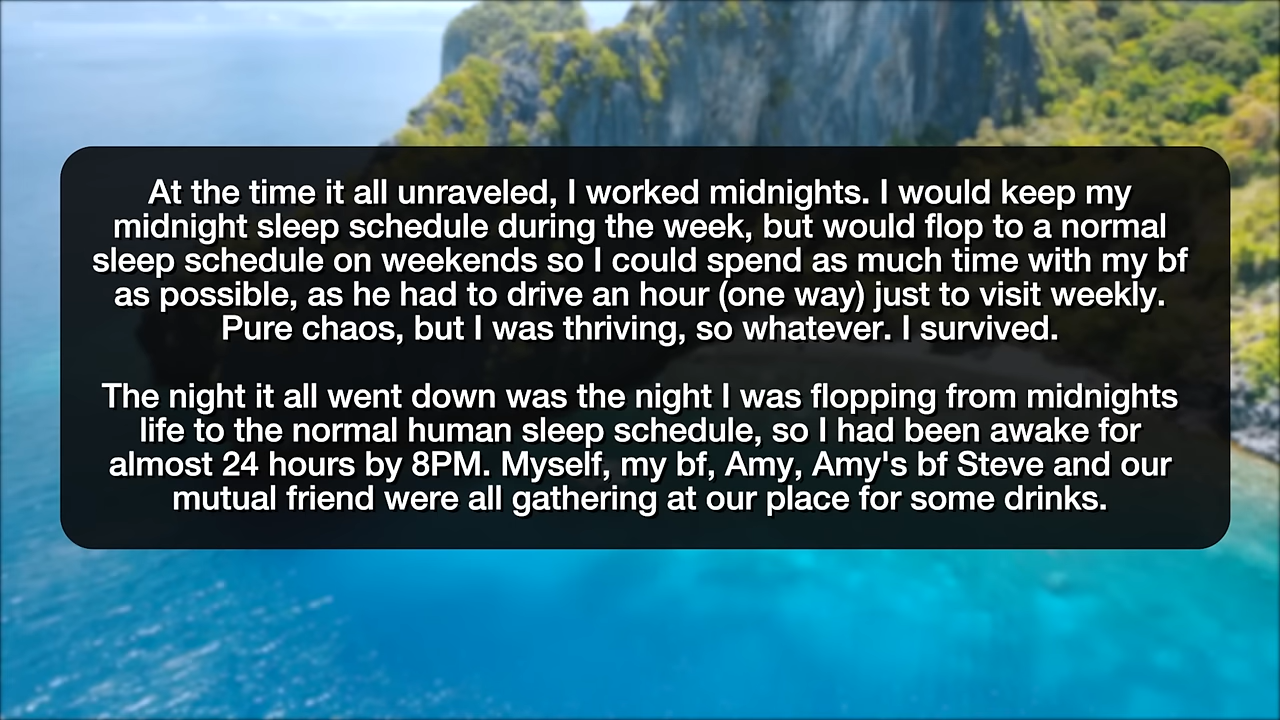 At the time it all unraveled, I worked midnights. I would keep my
midnight sleep schedule during the week, but would flop to a normal
sleep schedule on weekends so I could spend as much time with my bf
as possible, as he had to drive an hour (one way) just to visit weekly.
Pure chaos, but I was thriving, so whatever. I survived.
The night it all went down was the night I was flopping from midnights
life to the normal human sleep schedule, so I had been awake for
almost 24 hours by 8PM. Myself, my bf, Amy, Amy's bf Steve and our
mutual friend were all gathering at our place for some drinks.